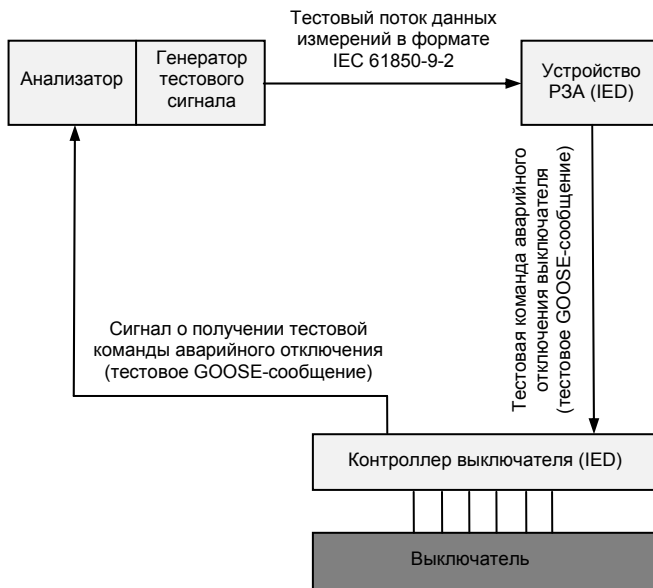 Тестовый поток данных
измерений в формате
IEC 61850-9-2
Анализатор
Генератор
тестового
сигнала
Устройство
РЗА (IED)
Тестовая команда аварийного
отключения выключателя
(тестовое GOOSE-сообщение)
Сигнал о получении тестовой
команды аварийного отключения
(тестовое GOOSE-сообщение)
Контроллер выключателя (IED)
Выключатель